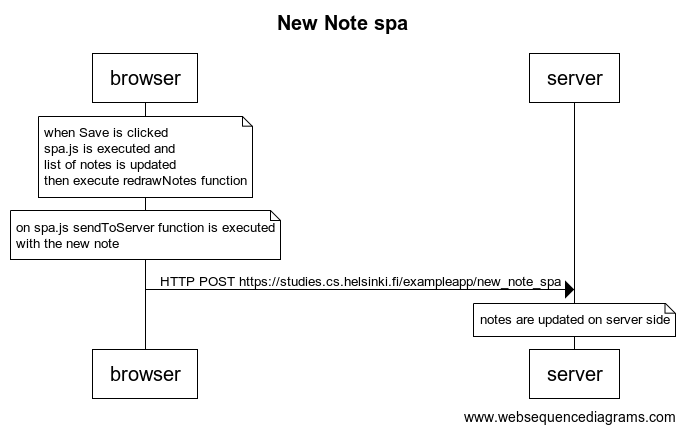 New Note spa
browser
server
when Save is clicked
spa.js is executed and
list of notes is updated
then execute redrawNotes function
on spa.js sendToServer function is executed
with the new note
HTTP POST https://studies.cs.helsinki.fi/exampleapp/new_note_spa
notes are updated on server side
browser
server
www.websequencediagrams.com